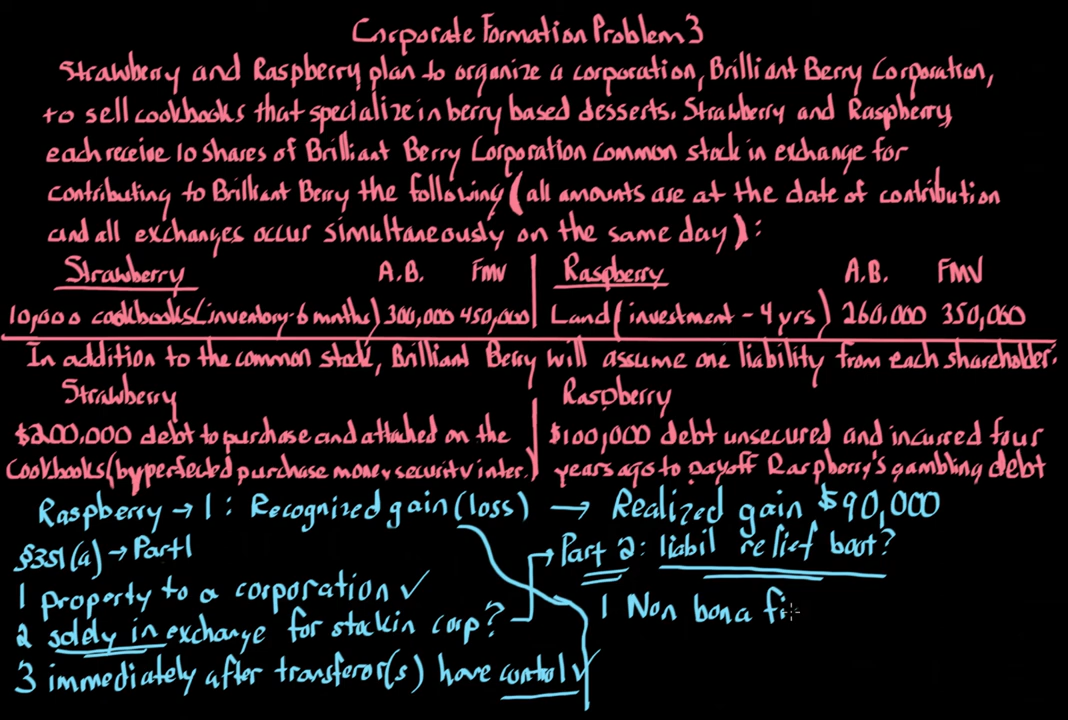 Corporate Formation Problem 3
Strawberry and Raspberry plan to organize a corporation, Brilliant Berry Corporation,
to sell cookbooks that specialize in berry based desserts. Strawberry and Raspberry,
each receive 10 shares of Brilliant Berry Corporation common stock in exchange for
contributing to Brilliant Berry the following (all amounts are at the date of contribution
and all exchanges occur simultaneously on the same day):
Strawberry A.B. FMV Raspberry A.B. FMV
10,000 cookbooks (inventory-6 mnths) 300,000 450,000 Land (investment - 4 yrs) 260,000 350,000
In addition to the common stock, Brilliant Berry will assume one liability from each shareholder.
Strawberry Raspberry
$200,000 debt to purchase and attached on the $100,000 debt unsecured and incurred four
cookbooks (by perfected purchase money security inter.) years ago to payoff Raspberry's gambling debt
Raspberry → 1: Recognized gain (loss) → Realized gain $90,000
§351(a) → Part 1
Part 2: liabil relief boot?
1 property to a corporation ✓
1 Non bona fi
2 solely in exchange for stock in corp?
3 immediately after transferor(s) have control ✓